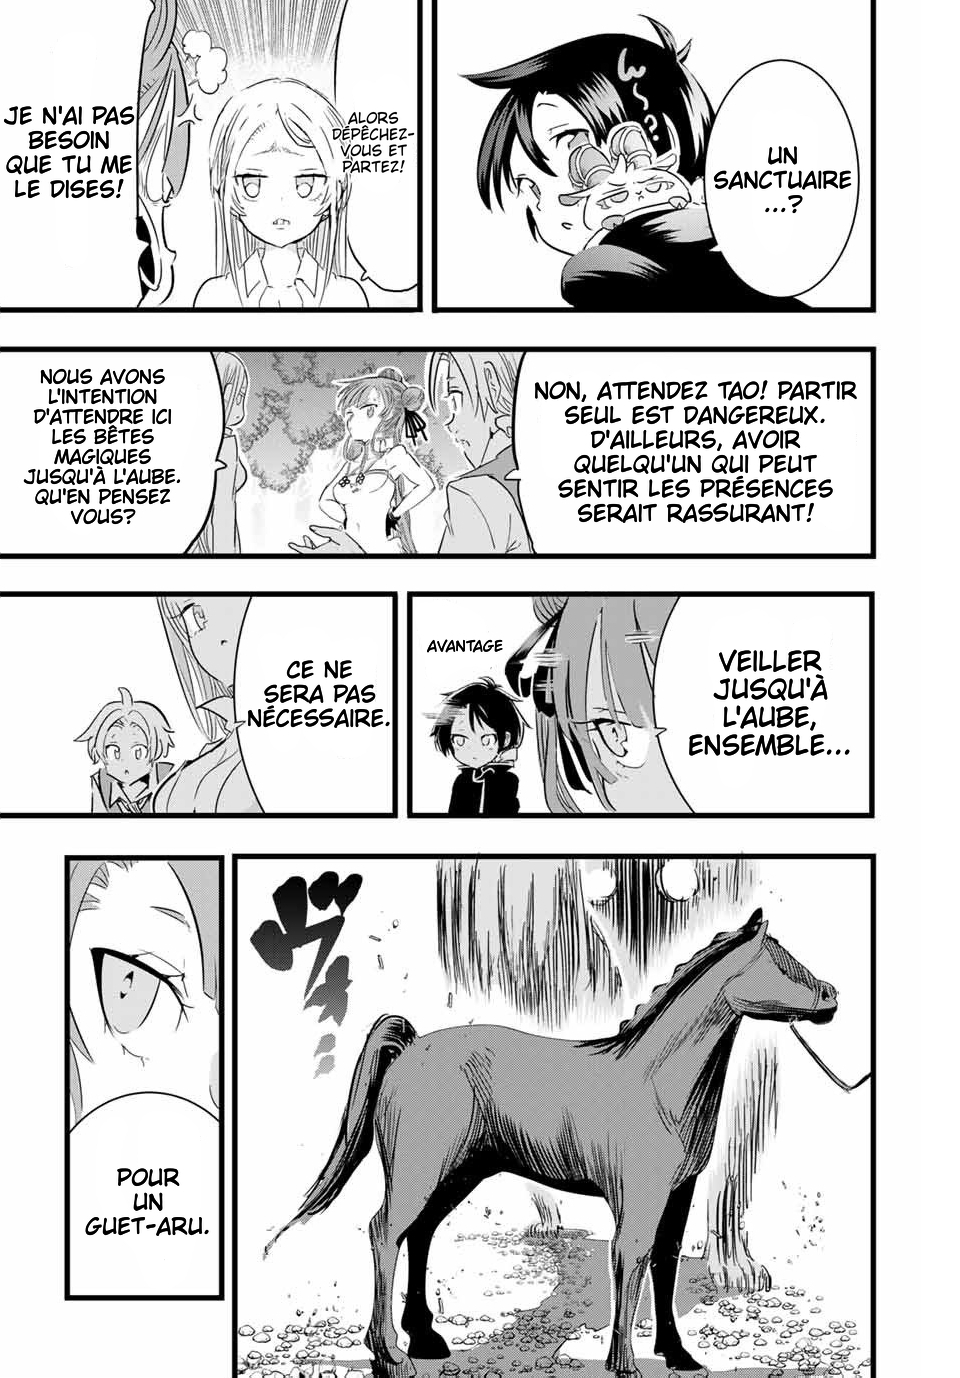 UN
SANCTUAIRE
...?
ALORS
DÉPÊCHEZ-
VOUS ET
PARTEZ!
JE N'AI PAS
BESOIN
QUE TU ME
LE DISES!
NON, ATTENDEZ TAO! PARTIR
SEUL EST DANGEREUX.
D'AILLEURS, AVOIR
QUELQU'UN QUI PEUT
SENTIR LES PRÉSENCES
SERAIT RASSURANT!
NOUS AVONS
L'INTENTION
D'ATTENDRE ICI
LES BÊTES
MAGIQUES
JUSQU'À L'AUBE.
QU'EN PENSEZ
VOUS?
VEILLER
JUSQU'À
L'AUBE,
ENSEMBLE...
AVANTAGE
CE NE
SERA PAS
NÉCESSAIRE.
POUR
UN
GUET-ARU.